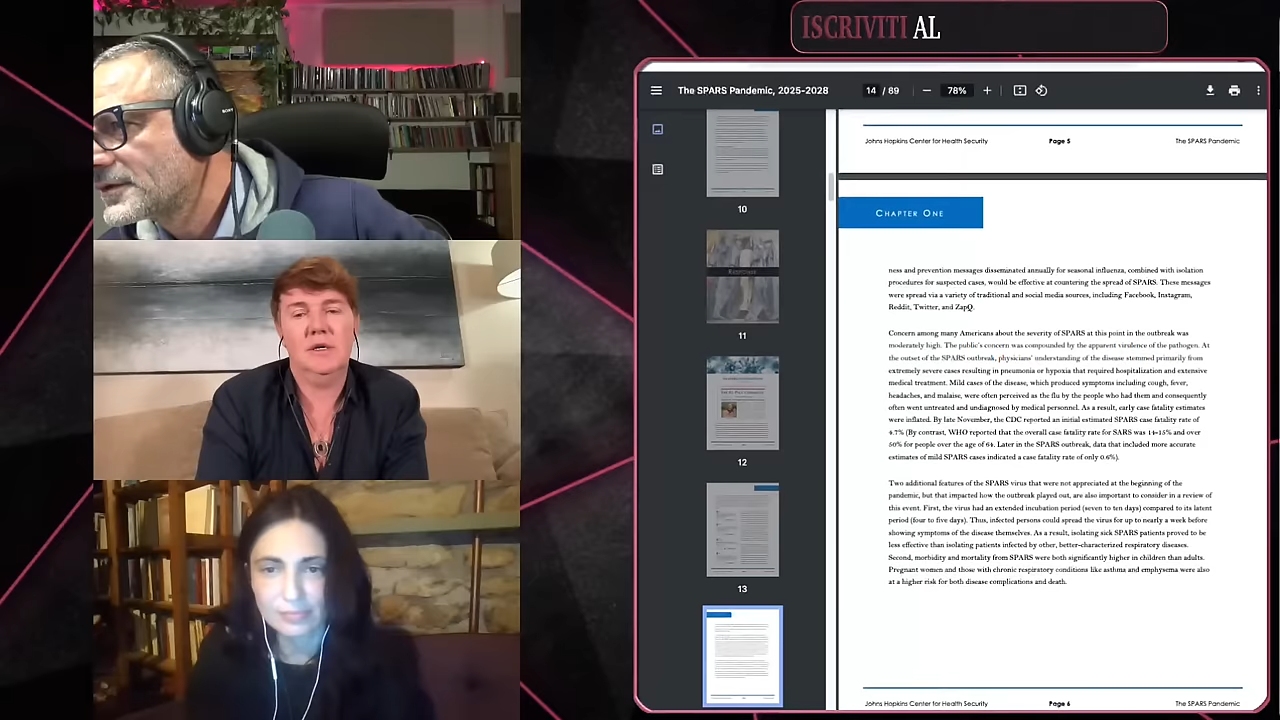 ISCRIVITI AL
The SPARS Pandemic, 2025-2028
14 / 69
78%
10
11
12
13
Johns Hopkins Center for Health Security Page 5 The SPARS Pandemic
CHAPTER ONE
ness and prevention messages disseminated annually for seasonal influenza, combined with isolation
procedures for suspected cases, would be effective at countering the spread of SPARS. These messages
were spread via a variety of traditional and social media sources, including Facebook, Instagram,
Reddit, Twitter, and ZapQ.
Concern among many Americans about the severity of SPARS at this point in the outbreak was
moderately high. The public's concern was compounded by the apparent virulence of the pathogen. At
the outset of the SPARS outbreak, physicians' understanding of the disease stemmed primarily from
extremely severe cases resulting in pneumonia or hypoxia that required hospitalization and extensive
medical treatment. Mild cases of the disease, which produced symptoms including cough, fever,
headaches, and malaise, were often perceived as the flu by the people who had them and consequently
often went untreated and undiagnosed by medical personnel. As a result, early case fatality estimates
were inflated. By late November, the CDC reported an initial estimated SPARS case fatality rate of
4.7% (By contrast, WHO reported that the overall case fatality rate for SARS was 14-15% and over
50% for people over the age of 64. Later in the SPARS outbreak, data that included more accurate
estimates of mild SPARS cases indicated a case fatality rate of only 0.6%).
Two additional features of the SPARS virus that were not appreciated at the beginning of the
pandemic, but that impacted how the outbreak played out, are also important to consider in a review of
this event. First, the virus had an extended incubation period (seven to ten days) compared to its latent
period (four to five days). Thus, infected persons could spread the virus for up to nearly a week before
showing symptoms of the disease themselves. As a result, isolating sick SPARS patients proved to be
less effective than isolating patients infected by other, better-characterized respiratory diseases.
Second, morbidity and mortality from SPARS were both significantly higher in children than adults.
Pregnant women and those with chronic respiratory conditions like asthma and emphysema were also
at a higher risk for both disease complications and death.
Johns Hopkins Center for Health Security Page 6 The SPARS Pandemic
SONY